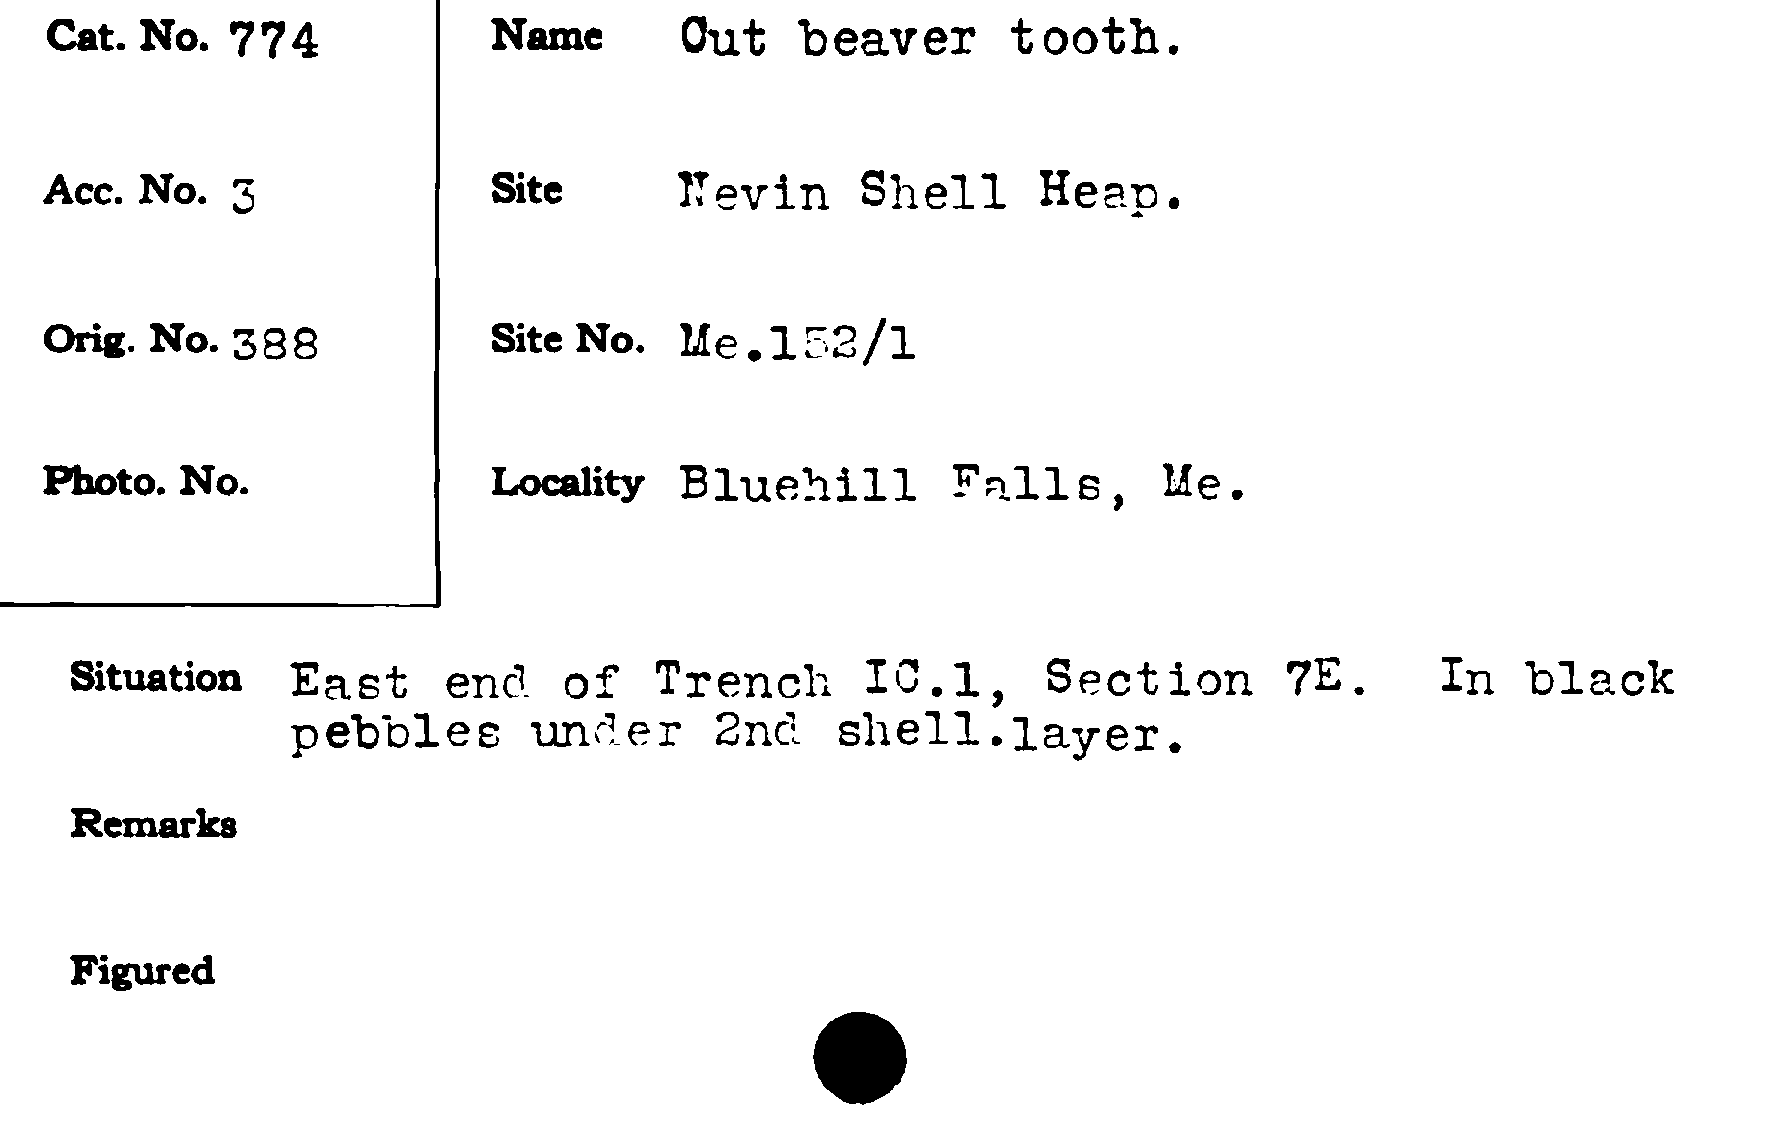 Cat. No. 774
Name Cut beaver tooth.
Acc. No. 3
Site Nevin Shell Heap.
Orig. No. 388
Site No. Me.152/1
Photo. No.
Locality Bluehill Falls, Me.
Situation East end of Trench IC.1, Section 7E. In black
pebbles under 2nd shell.layer.
Remarks
Figured